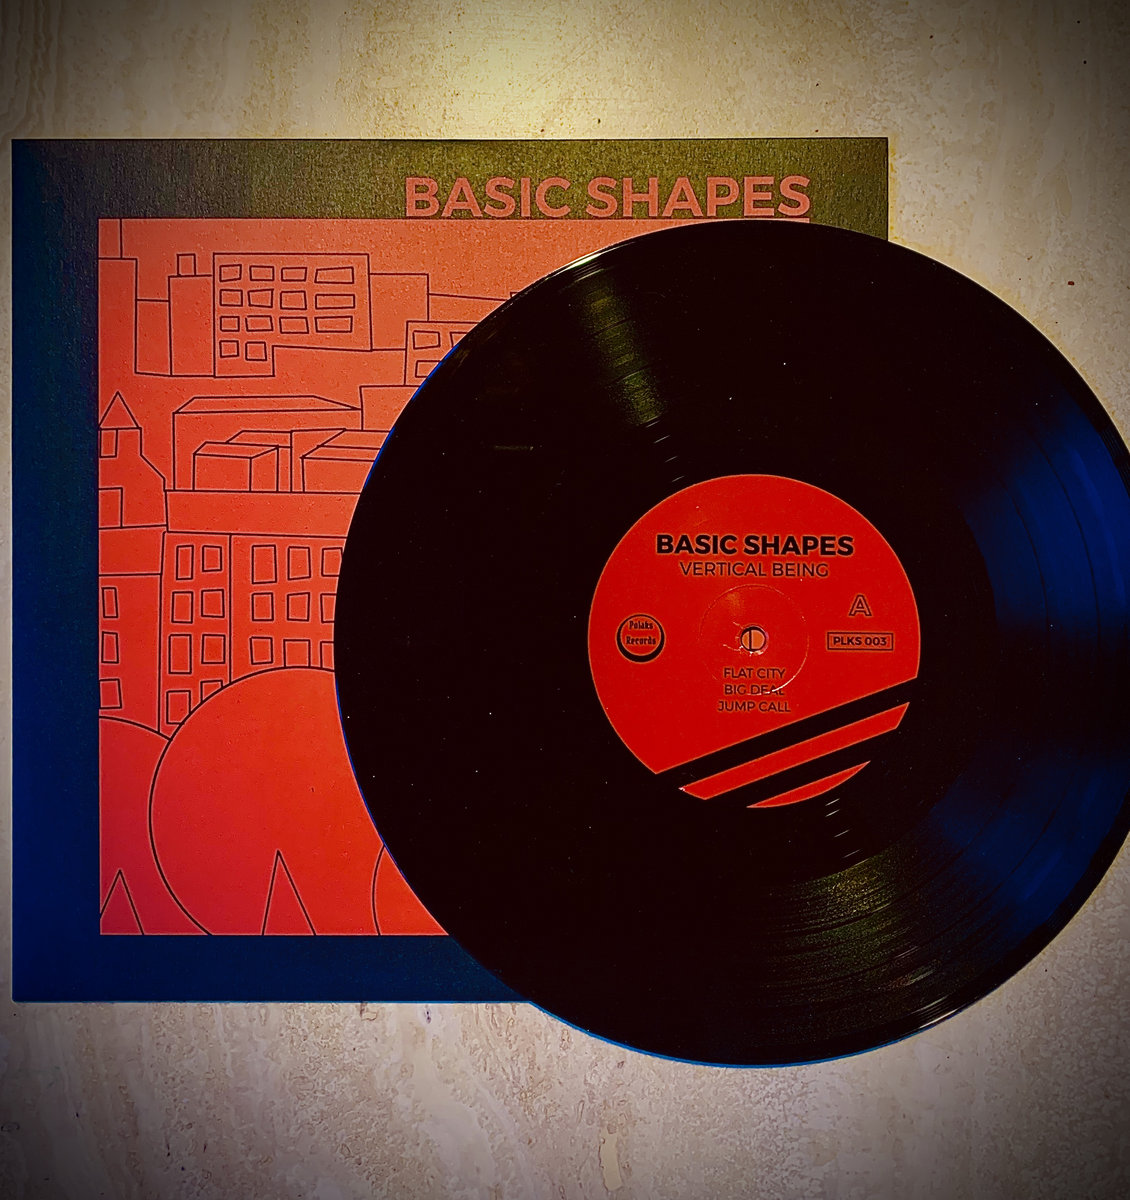 BASIC SHAPES
BASIC SHAPES
VERTICAL BEING
A
Polaks
Records
PLKS 003
FLAT CITY
BIG DEAL
JUMP CALL